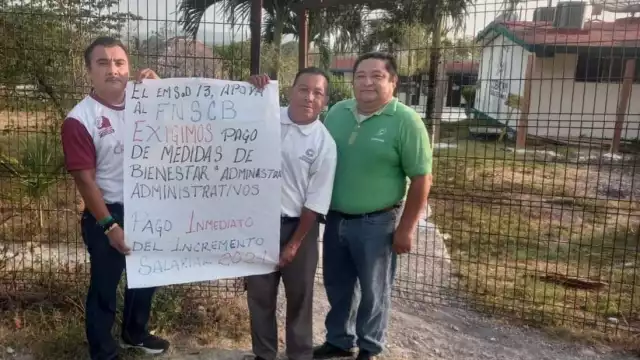 EL EMSAD 13, APOYA
AL FNSCB
EXIGIMOS PAGO
DE MEDIDAS DE
BIENESTAR A ADMINISTRA
ADMINISTRATIVOS
PAGO INMEDIATO
DEL INCREMENTO
SALARIAL 2021